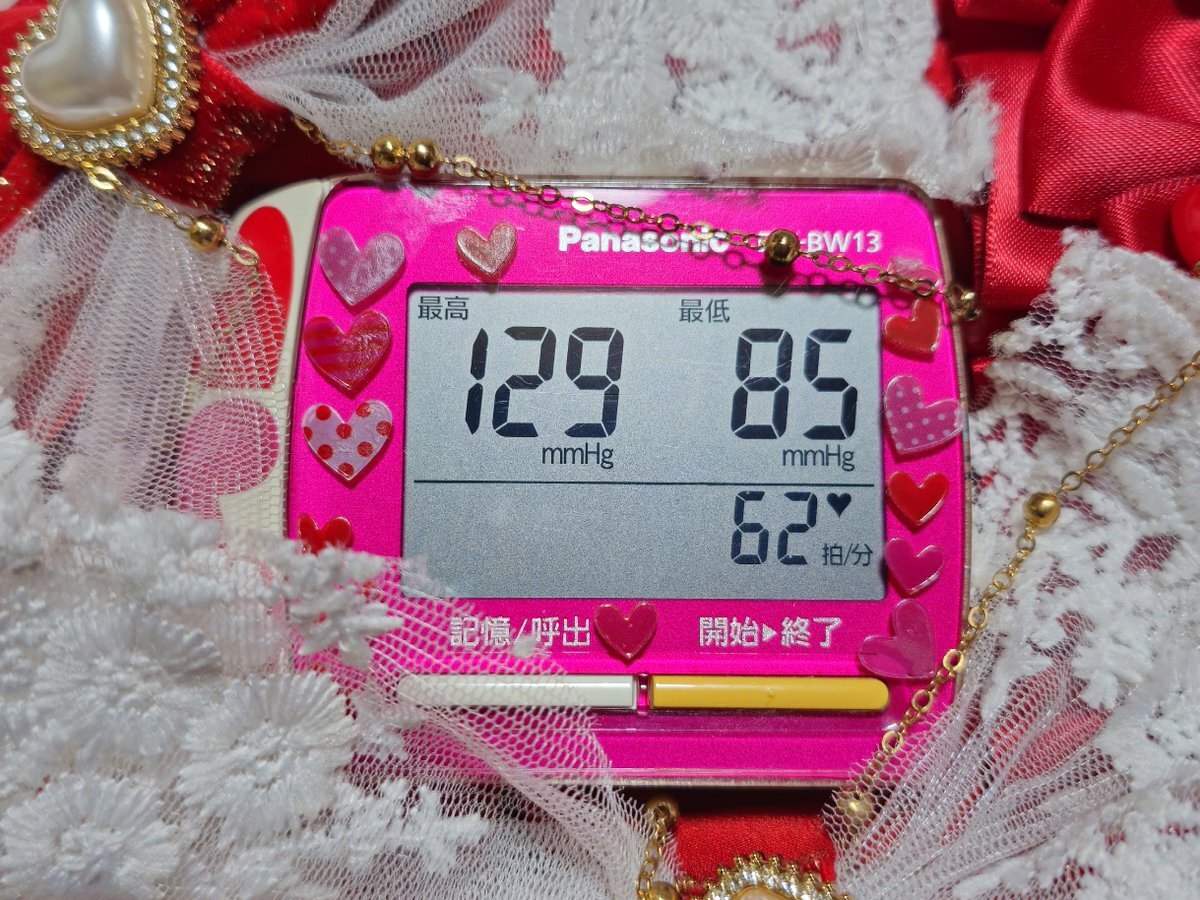 Panasonic -BW13
最高 最低
129 85
mmHg mmHg
62♥
拍/分
記憶/呼出 開始▶終了